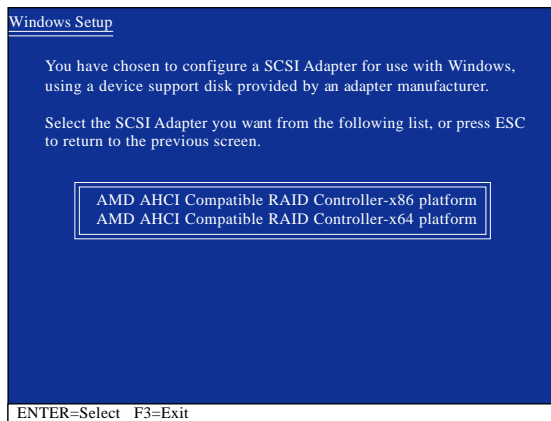 Windows Setup
You have chosen to configure a SCSI Adapter for use with Windows,
using a device support disk provided by an adapter manufacturer.
Select the SCSI Adapter you want from the following list, or press ESC
to return to the previous screen.
AMD AHCI Compatible RAID Controller-x86 platform
AMD AHCI Compatible RAID Controller-x64 platform
ENTER=Select F3=Exit